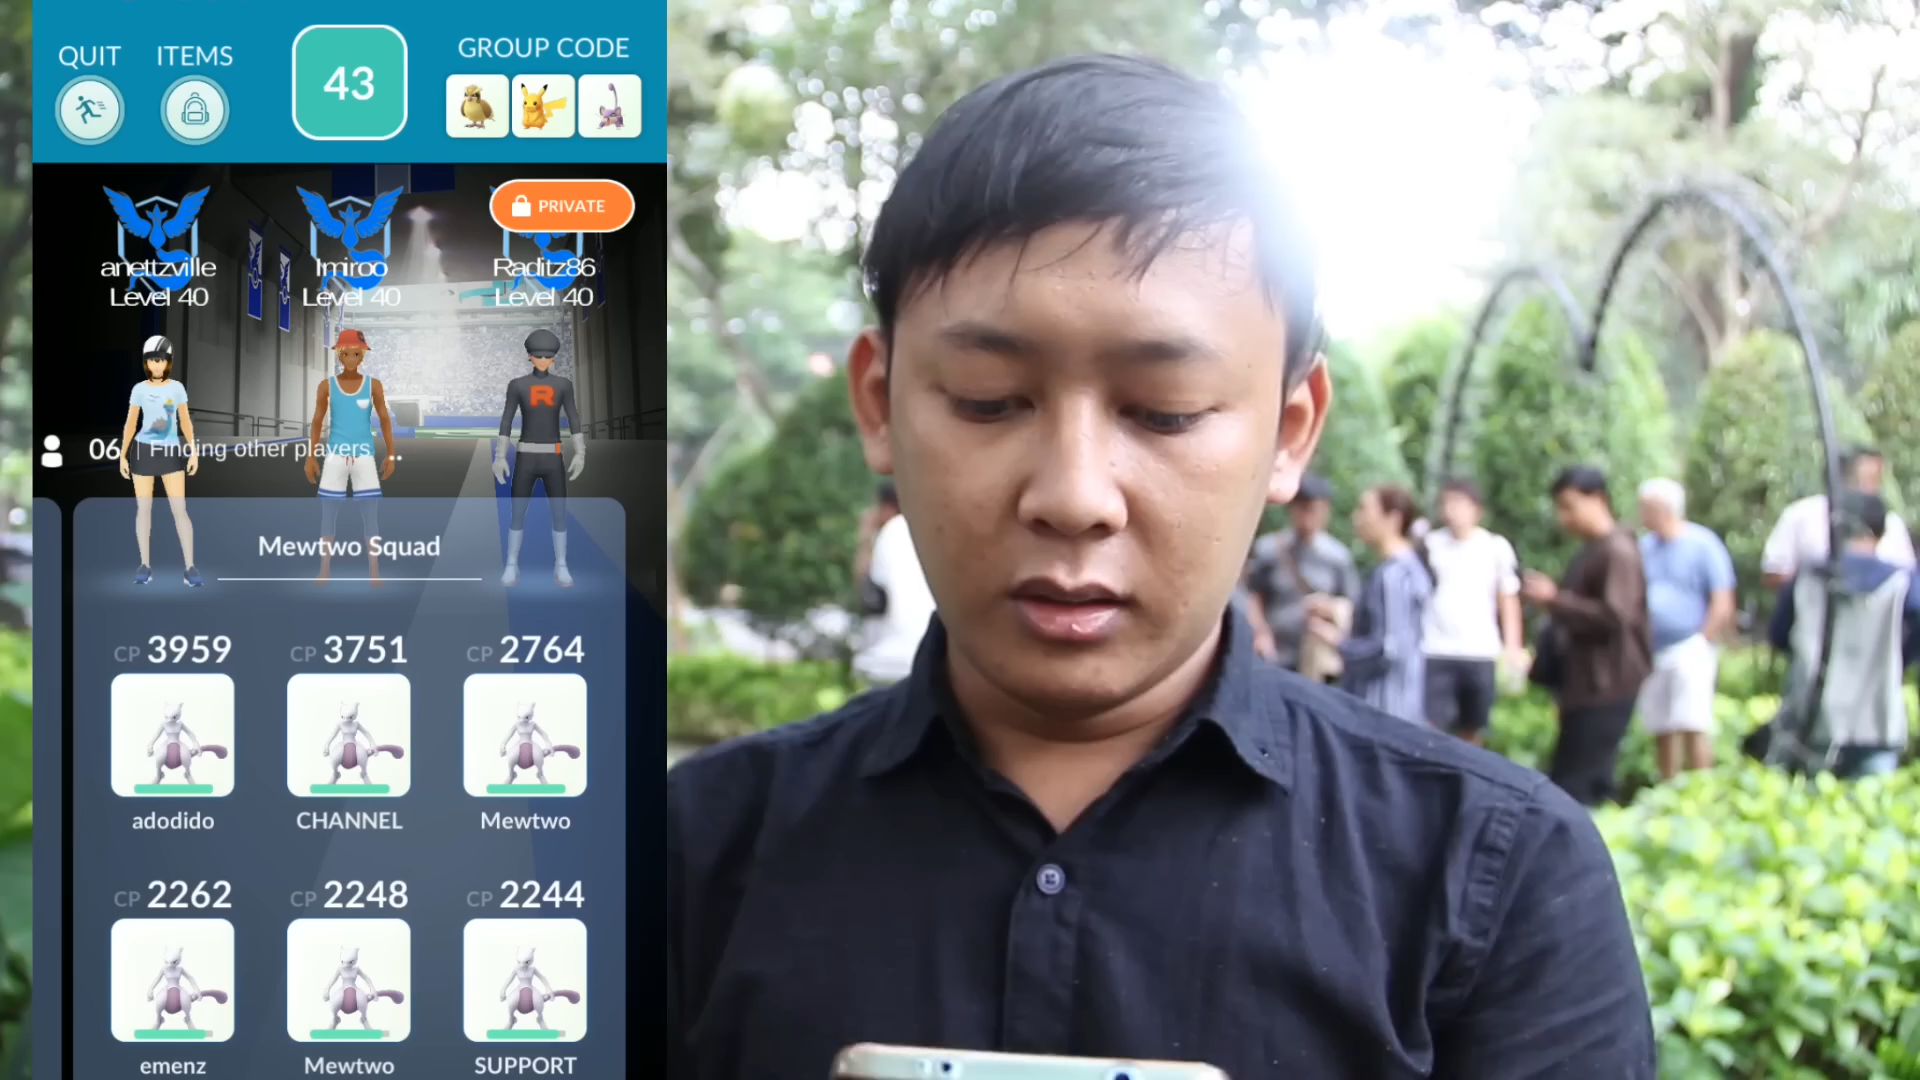 QUIT ITEMS 43 GROUP CODE
PRIVATE
anettzville Imiroo Raditz86
Level 40 Level 40 Level 40
R
06 | Finding other players...
Mewtwo Squad
CP 3959 CP 3751 CP 2764
adodido CHANNEL Mewtwo
CP 2262 CP 2248 CP 2244
emenz Mewtwo SUPPORT